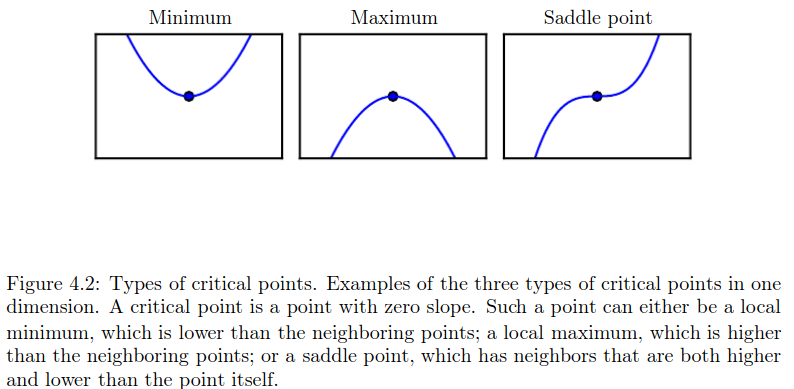 Minimum Maximum Saddle point
Figure 4.2: Types of critical points. Examples of the three types of critical points in one
dimension. A critical point is a point with zero slope. Such a point can either be a local
minimum, which is lower than the neighboring points; a local maximum, which is higher
than the neighboring points; or a saddle point, which has neighbors that are both higher
and lower than the point itself.